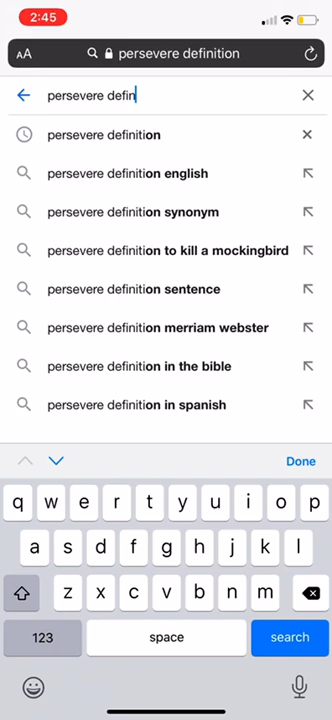 2:45
AA persevere definition
persevere defin
persevere definition
persevere definition english
persevere definition synonym
persevere definition to kill a mockingbird
persevere definition sentence
persevere definition merriam webster
persevere definition in the bible
persevere definition in spanish
Done
q w e r t y u i o p
a s d f g h j k l
z x c v b n m
123 space search